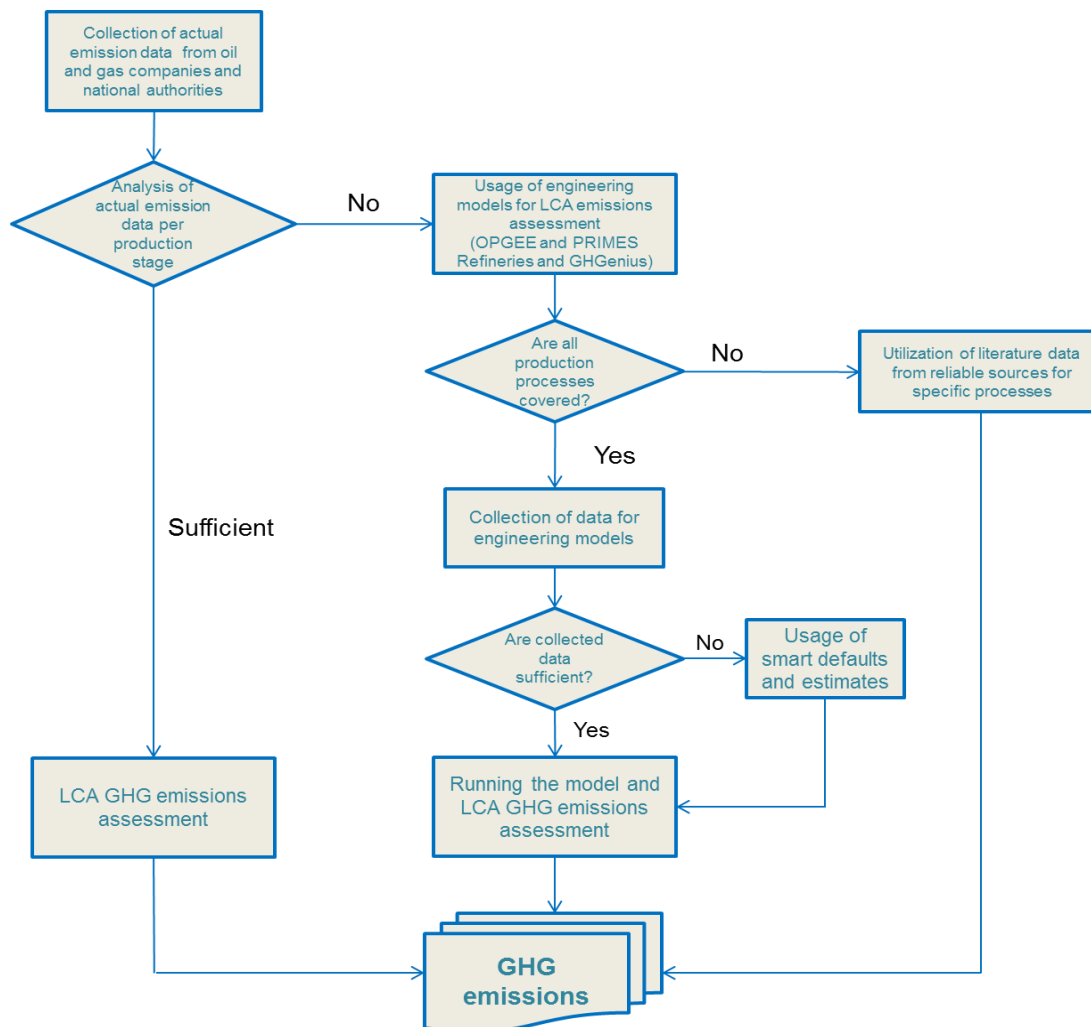 Collection of actual
emission data from oil
and gas companies and
national authorities
Analysis of
actual emission
data per
production
stage
No
Usage of engineering
models for LCA emissions
assessment
(OPGEE and PRIMES
Refineries and GHGenius)
Are all
production
processes
covered?
No
Utilization of literature data
from reliable sources for
specific processes
Yes
Sufficient
Collection of data for
engineering models
Are collected
data
sufficient?
No
Usage of
smart defaults
and estimates
Yes
LCA GHG emissions
assessment
Running the model and
LCA GHG emissions
assessment
GHG
emissions